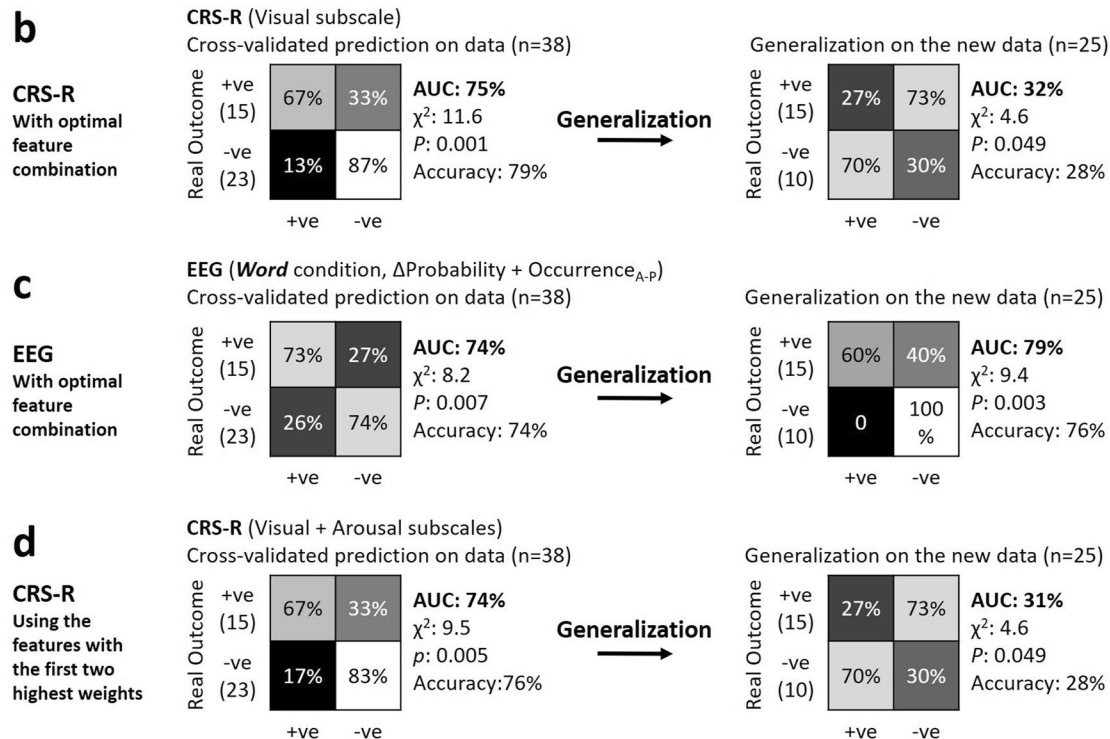 b
CRS-R (Visual subscale)
Cross-validated prediction on data (n=38)
Generalization on the new data (n=25)
CRS-R
With optimal
feature
combination
Real Outcome
+ve
(15)
-ve
(23)
67%
33%
13%
87%
+ve
-ve
AUC: 75%
χ²: 11.6
P: 0.001
Accuracy: 79%
Generalization
Real Outcome
+ve
(15)
-ve
(10)
27%
73%
70%
30%
+ve
-ve
AUC: 32%
χ²: 4.6
P: 0.049
Accuracy: 28%
c
EEG (Word condition, ΔProbability + OccurrenceA-P)
Cross-validated prediction on data (n=38)
Generalization on the new data (n=25)
EEG
With optimal
feature
combination
Real Outcome
+ve
(15)
-ve
(23)
73%
27%
26%
74%
+ve
-ve
AUC: 74%
χ²: 8.2
P: 0.007
Accuracy: 74%
Generalization
Real Outcome
+ve
(15)
-ve
(10)
60%
40%
0
100
%
+ve
-ve
AUC: 79%
χ²: 9.4
P: 0.003
Accuracy: 76%
d
CRS-R (Visual + Arousal subscales)
Cross-validated prediction on data (n=38)
Generalization on the new data (n=25)
CRS-R
Using the
features with
the first two
highest weights
Real Outcome
+ve
(15)
-ve
(23)
67%
33%
17%
83%
+ve
-ve
AUC: 74%
χ²: 9.5
p: 0.005
Accuracy:76%
Generalization
Real Outcome
+ve
(15)
-ve
(10)
27%
73%
70%
30%
+ve
-ve
AUC: 31%
χ²: 4.6
P: 0.049
Accuracy: 28%